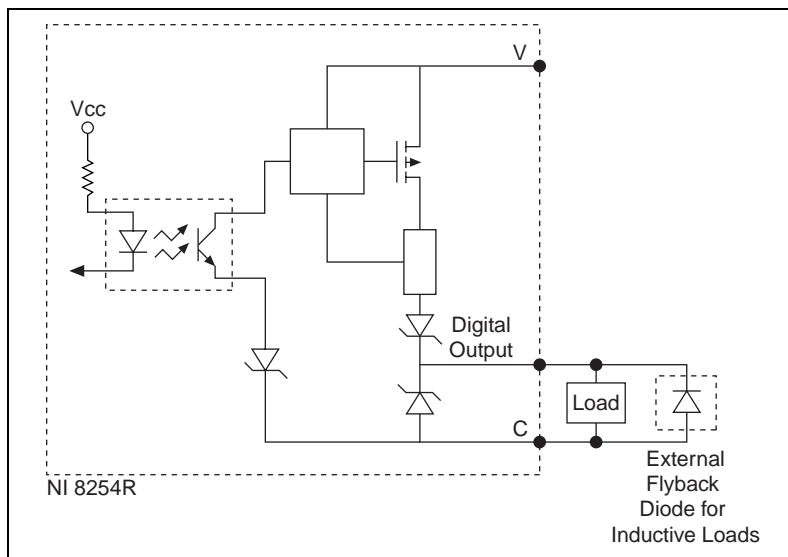 V
Vcc
Digital
Output
Load
C
NI 8254R
External
Flyback
Diode for
Inductive Loads